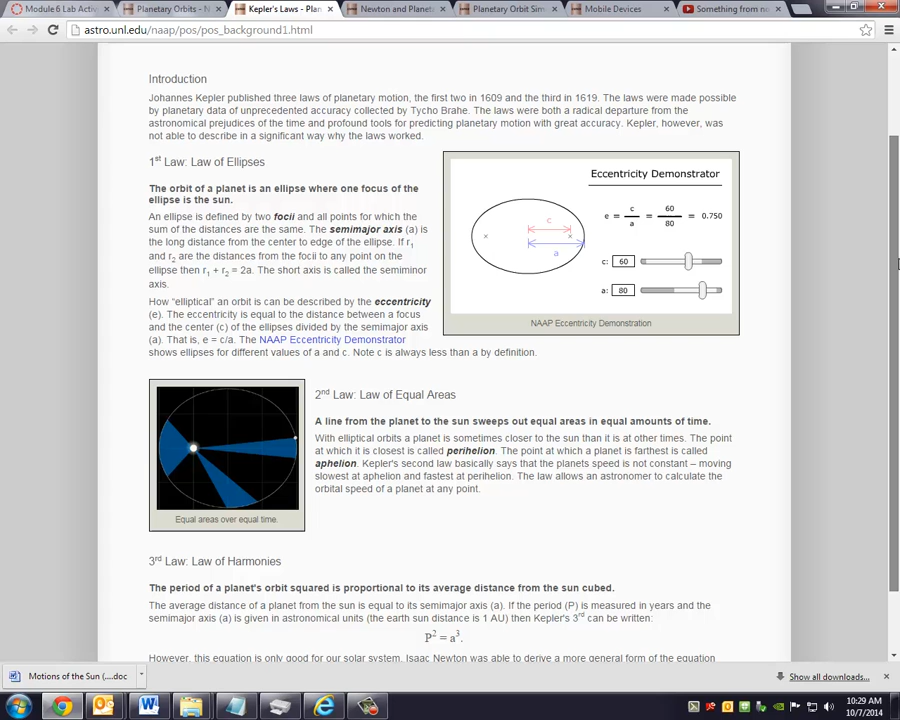 Module 6 Lab Activ
Planetary Orbits - N
Kepler's Laws - Plan
Newton and Planeta
Planetary Orbit Sim
Mobile Devices
Something from no
astro.unl.edu/naap/pos/pos_background1.html
Introduction
Johannes Kepler published three laws of planetary motion, the first two in 1609 and the third in 1619. The laws were made possible
by planetary data of unprecedented accuracy collected by Tycho Brahe. The laws were both a radical departure from the
astronomical prejudices of the time and profound tools for predicting planetary motion with great accuracy. Kepler, however, was
not able to describe in a significant way why the laws worked.
1st Law: Law of Ellipses
The orbit of a planet is an ellipse where one focus of the
ellipse is the sun.
An ellipse is defined by two focii and all points for which the
sum of the distances are the same. The semimajor axis (a) is
the long distance from the center to edge of the ellipse. If r1
and r2 are the distances from the focii to any point on the
ellipse then r1 + r2 = 2a. The short axis is called the semiminor
axis.
How “elliptical” an orbit is can be described by the eccentricity
(e). The eccentricity is equal to the distance between a focus
and the center (c) of the ellipses divided by the semimajor axis
(a). That is, e = c/a. The NAAP Eccentricity Demonstrator
shows ellipses for different values of a and c. Note c is always less than a by definition.
Eccentricity Demonstrator
e = c/a = 60/80 = 0.750
c
a
c: 60
a: 80
NAAP Eccentricity Demonstration
2nd Law: Law of Equal Areas
A line from the planet to the sun sweeps out equal areas in equal amounts of time.
With elliptical orbits a planet is sometimes closer to the sun than it is at other times. The point
at which it is closest is called perihelion. The point at which a planet is farthest is called
aphelion. Kepler's second law basically says that the planets speed is not constant – moving
slowest at aphelion and fastest at perihelion. The law allows an astronomer to calculate the
orbital speed of a planet at any point.
Equal areas over equal time.
3rd Law: Law of Harmonies
The period of a planet's orbit squared is proportional to its average distance from the sun cubed.
The average distance of a planet from the sun is equal to its semimajor axis (a). If the period (P) is measured in years and the
semimajor axis (a) is given in astronomical units (the earth sun distance is 1 AU) then Kepler's 3rd can be written:
P² = a³.
However, this equation is only good for our solar system. Isaac Newton was able to derive a more general form of the equation
Motions of the Sun (....doc
Show all downloads...
10:29 AM
10/7/2014